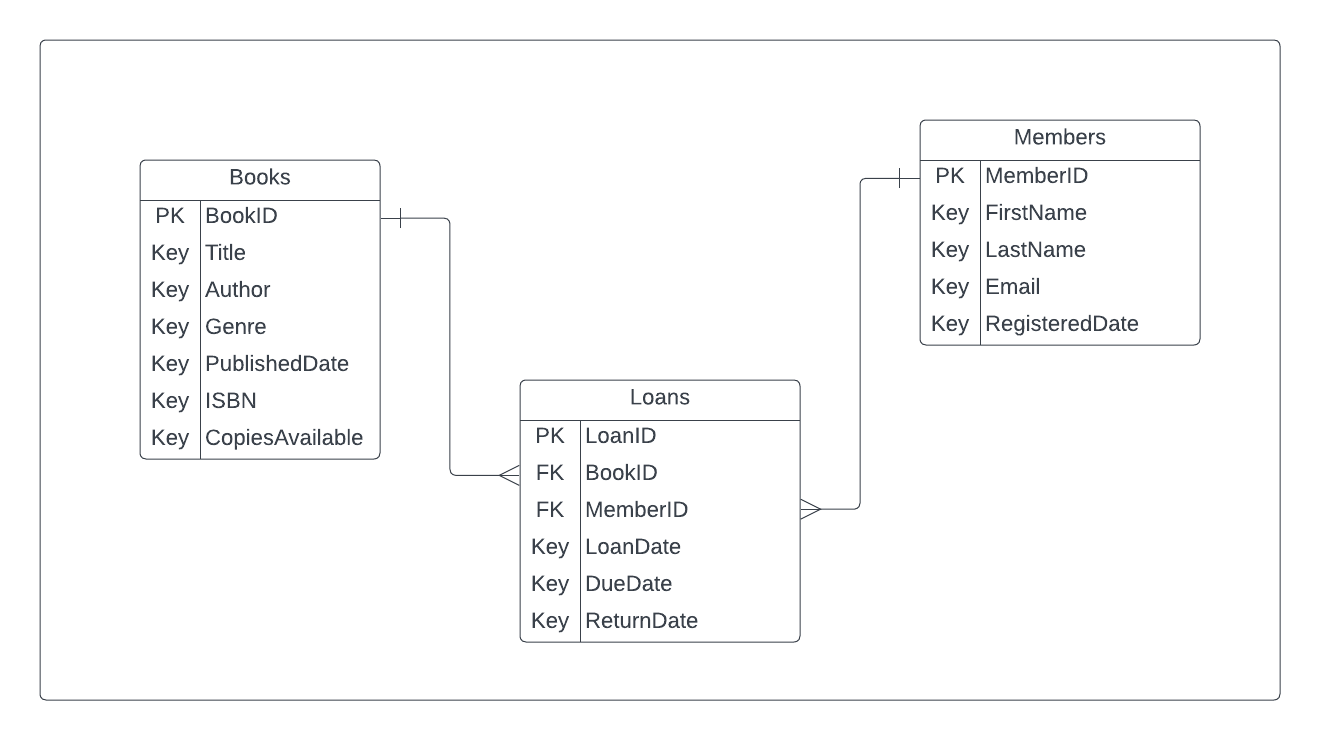 Books
PK BookID
Key Title
Key Author
Key Genre
Key PublishedDate
Key ISBN
Key CopiesAvailable
Loans
PK LoanID
FK BookID
FK MemberID
Key LoanDate
Key DueDate
Key ReturnDate
Members
PK MemberID
Key FirstName
Key LastName
Key Email
Key RegisteredDate